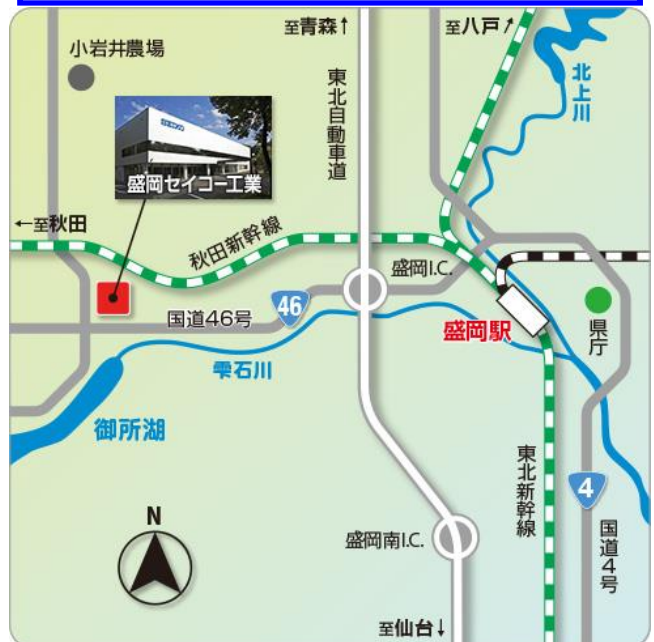 至青森↑
至八戸↗
小岩井農場
東北自動車道
北上川
盛岡セイコー工業
←至秋田
秋田新幹線
盛岡I.C.
46
国道46号
盛岡駅
県庁
雫石川
御所湖
東北新幹線
4
国道4号
N
盛岡南I.C.
至仙台↓